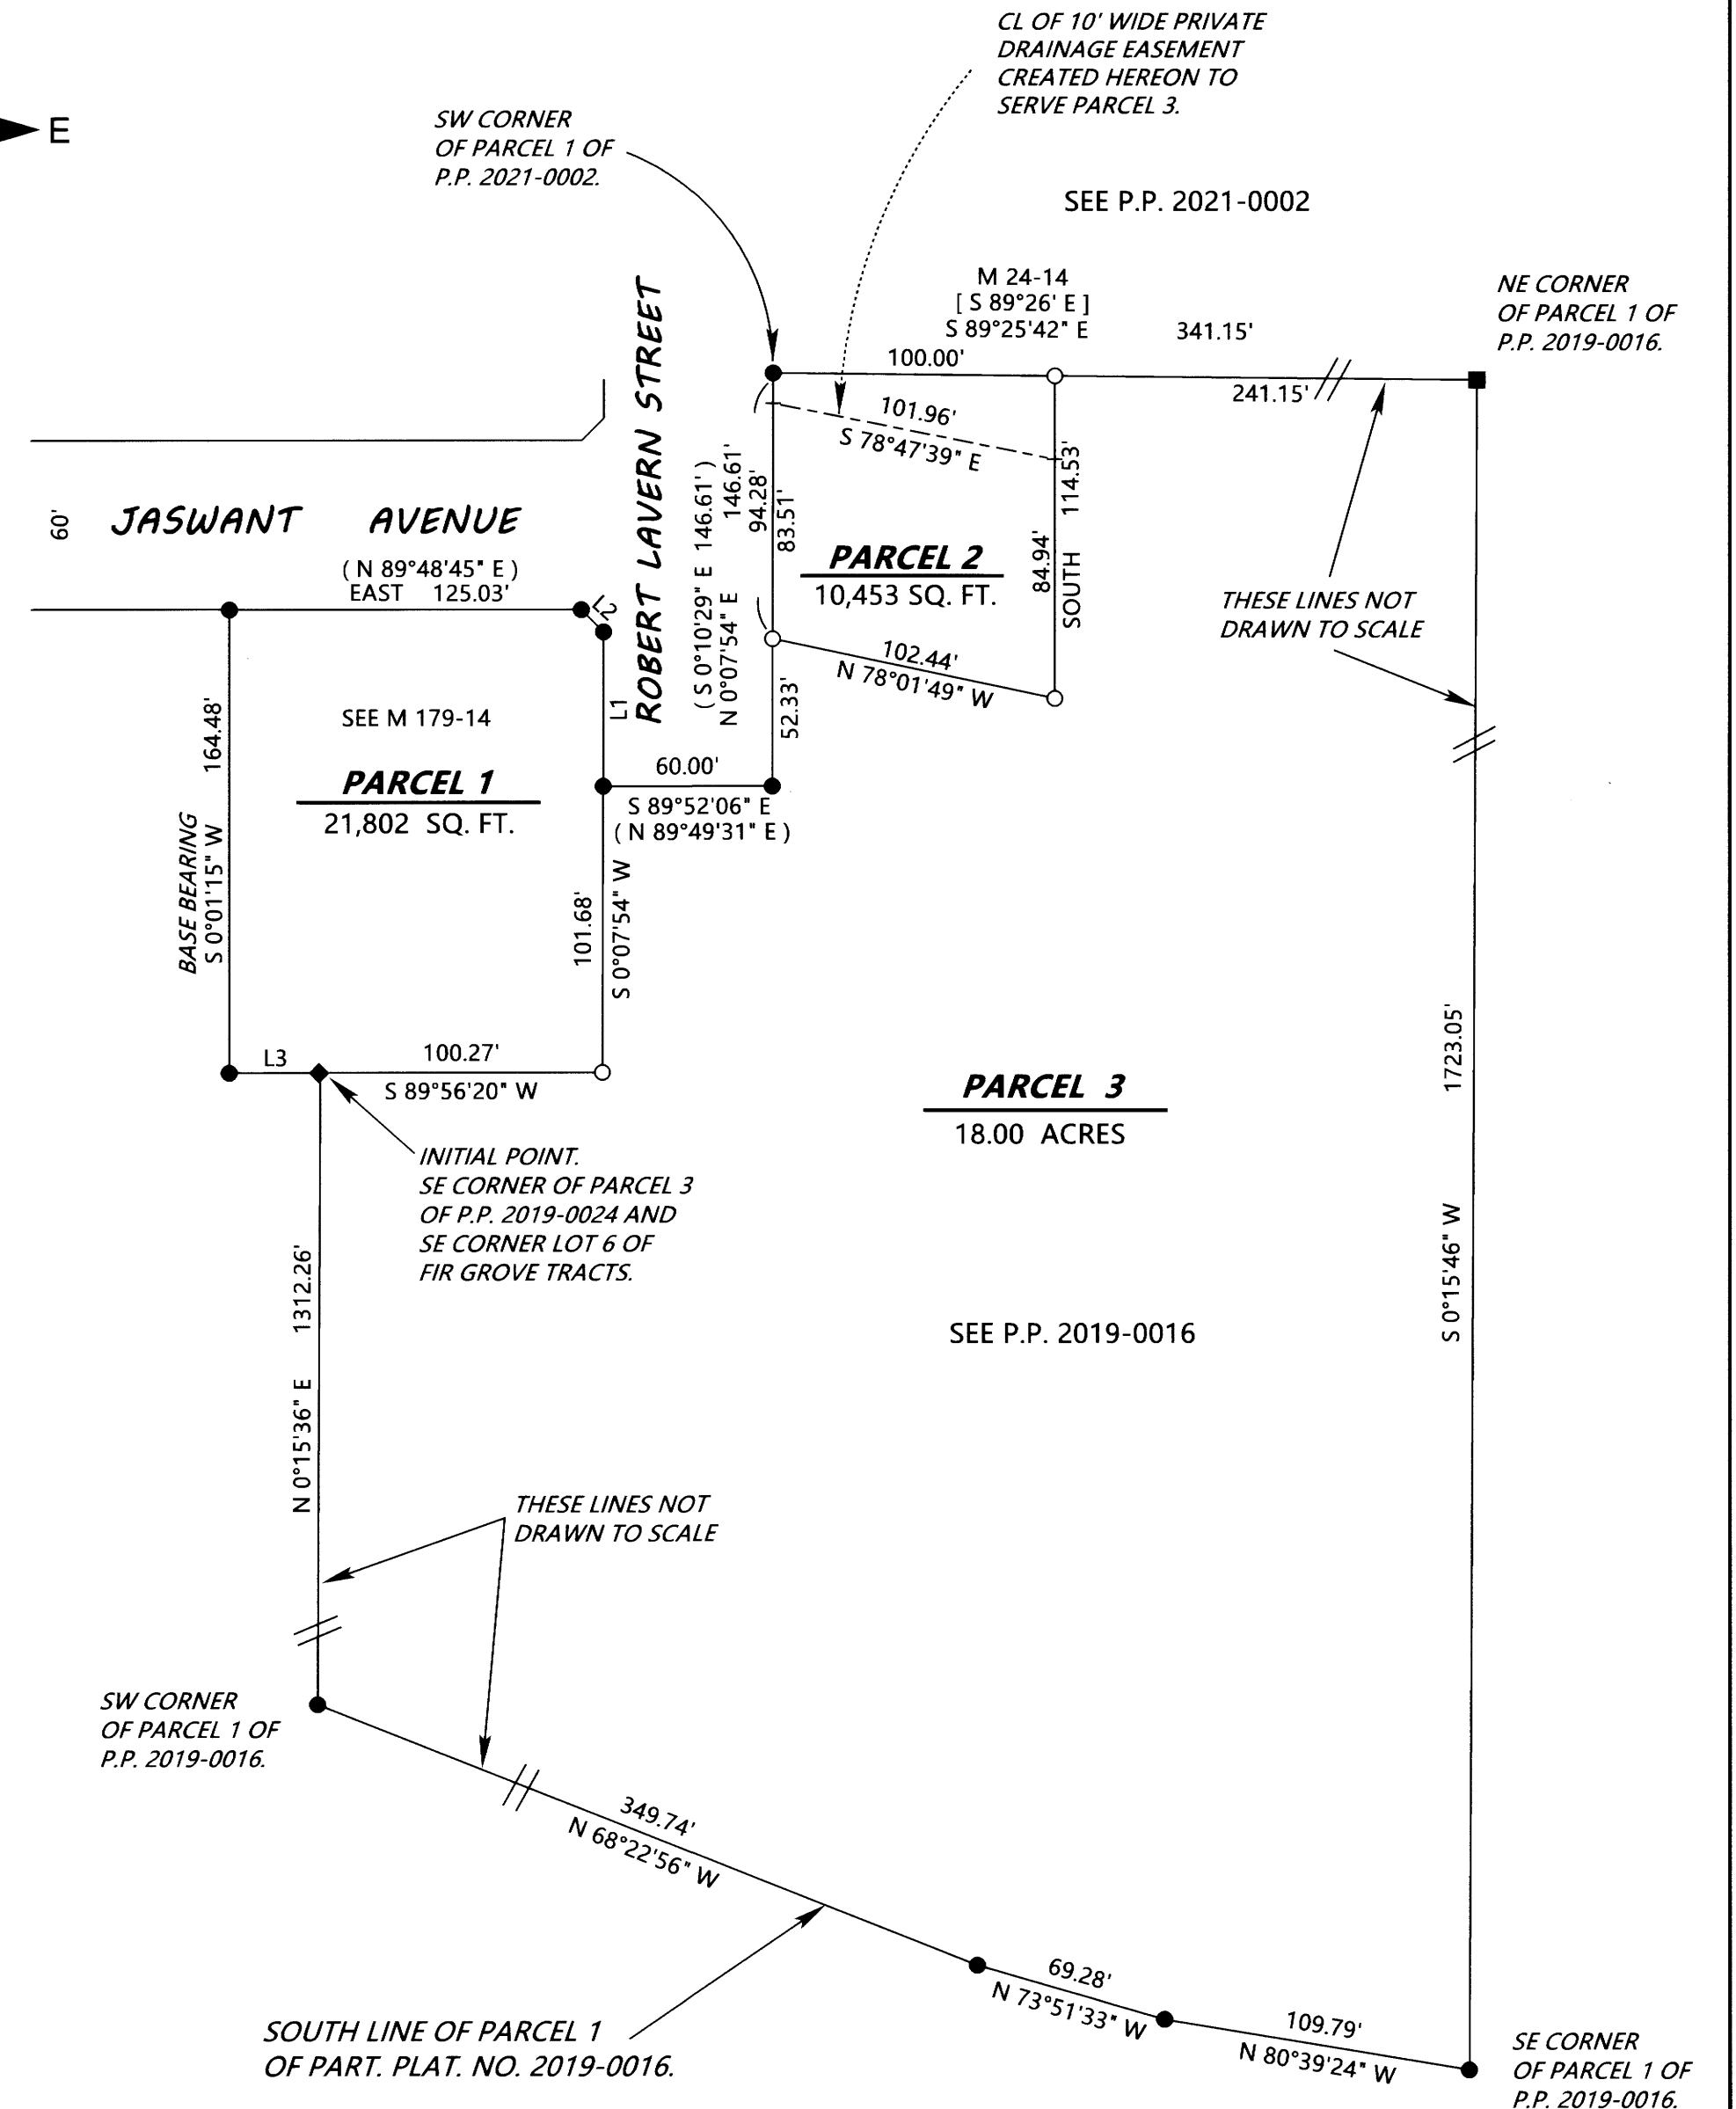 CL OF 10' WIDE PRIVATE
DRAINAGE EASEMENT
CREATED HEREON TO
SERVE PARCEL 3.
E
SW CORNER
OF PARCEL 1 OF
P.P. 2021-0002.
SEE P.P. 2021-0002
M 24-14
[ S 89°26' E ]
S 89°25'42" E
341.15'
100.00'
241.15'
NE CORNER
OF PARCEL 1 OF
P.P. 2019-0016.
101.96'
S 78°47'39" E
ROBERT LAVERN STREET
( S 0°10'29" E 146.61' )
N 0°07'54" E 146.61'
94.28'
83.51'
114.53'
84.94'
SOUTH
60'
JASWANT AVENUE
( N 89°48'45" E )
EAST 125.03'
L2
PARCEL 2
10,453 SQ. FT.
THESE LINES NOT
DRAWN TO SCALE
102.44'
N 78°01'49" W
L1
52.33'
164.48'
SEE M 179-14
PARCEL 1
21,802 SQ. FT.
60.00'
S 89°52'06" E
( N 89°49'31" E )
BASE BEARING
S 0°01'15" W
101.68'
S 0°07'54" W
L3
100.27'
S 89°56'20" W
PARCEL 3
18.00 ACRES
1723.05'
S 0°15'46" W
INITIAL POINT.
SE CORNER OF PARCEL 3
OF P.P. 2019-0024 AND
SE CORNER LOT 6 OF
FIR GROVE TRACTS.
1312.26'
N 0°15'36" E
SEE P.P. 2019-0016
THESE LINES NOT
DRAWN TO SCALE
SW CORNER
OF PARCEL 1 OF
P.P. 2019-0016.
349.74'
N 68°22'56" W
69.28'
N 73°51'33" W
109.79'
N 80°39'24" W
SOUTH LINE OF PARCEL 1
OF PART. PLAT. NO. 2019-0016.
SE CORNER
OF PARCEL 1 OF
P.P. 2019-0016.